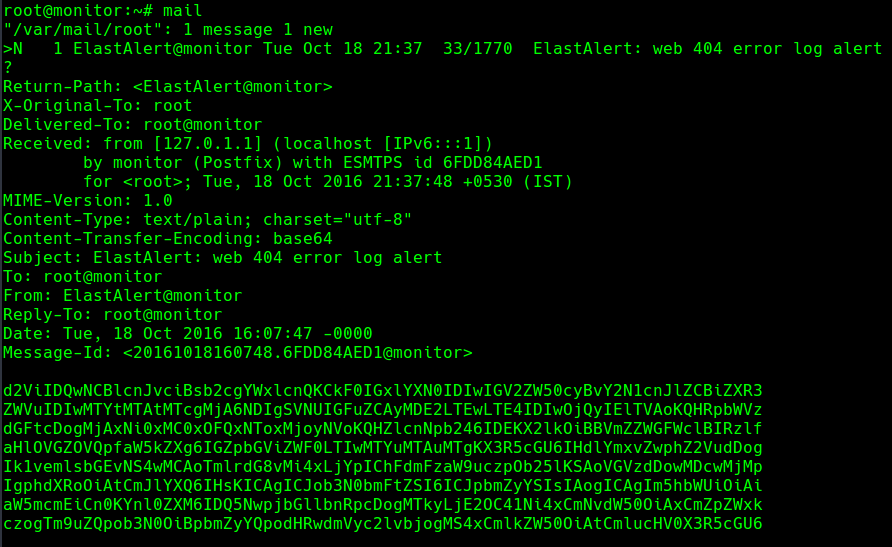 root@monitor:~# mail
"/var/mail/root": 1 message 1 new
>N   1 ElastAlert@monitor Tue Oct 18 21:37  33/1770  ElastAlert: web 404 error log alert
?
Return-Path: <ElastAlert@monitor>
X-Original-To: root
Delivered-To: root@monitor
Received: from [127.0.1.1] (localhost [IPv6:::1])
        by monitor (Postfix) with ESMTPS id 6FDD84AED1
        for <root>; Tue, 18 Oct 2016 21:37:48 +0530 (IST)
MIME-Version: 1.0
Content-Type: text/plain; charset="utf-8"
Content-Transfer-Encoding: base64
Subject: ElastAlert: web 404 error log alert
To: root@monitor
From: ElastAlert@monitor
Reply-To: root@monitor
Date: Tue, 18 Oct 2016 16:07:47 -0000
Message-Id: <20161018160748.6FDD84AED1@monitor>

d2ViIDQwNCBlcnJvciBsb2cgYWxlcnQKCkF0IGxlYXN0IDIwIGV2ZW50cyBvY2N1cnJlZCBiZXR3
ZWVuIDIwMTYtMTAtMTcgMjA6NDIgSVNUIGFuZCAyMDE2LTEwLTE4IDIwOjQyIElTVAoKQHRpbWVz
dGFtcDogMjAxNi0xMC0xOFQxNToxMjoyNVoKQHZlcnNpb246IDEKX2lkOiBBVmZZWGFWclBIRzlf
aHlOVGZOVQpfaW5kZXg6IGZpbGViZWF0LTIwMTYuMTAuMTgKX3R5cGU6IHdlYmxvZwphZ2VudDog
Ik1vemlsbGEvNS4wMCAoTmlrdG8vMi4xLjYpIChFdmFzaW9uczpOb25lKSAoVGVzdDowMDcwMjMp
IgphdXRoOiAtCmJlYXQ6IHsKICAgICJob3N0bmFtZSI6ICJpbmZyYSIsIAogICAgIm5hbWUiOiAi
aW5mcmEiCn0KYnl0ZXM6IDQ5NwpjbGllbnRpcDogMTkyLjE2OC41Ni4xCmNvdW50OiAxCmZpZWxk
czogTm9uZQpob3N0OiBpbmZyYQpodHRwdmVyc2lvbjogMS4xCmlkZW50OiAtCmlucHV0X3R5cGU6